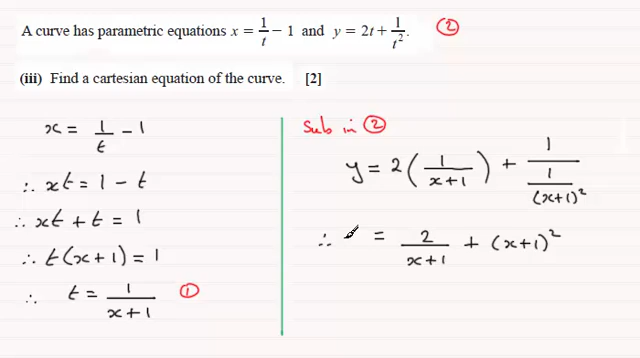 A curve has parametric equations x = 1/t − 1 and y = 2t + 1/t². ②
(iii) Find a cartesian equation of the curve. [2]
x = 1/t − 1
∴ xt = 1 − t
∴ xt + t = 1
∴ t(x + 1) = 1
∴ t = 1/(x + 1) ①
Sub in ②
y = 2(1/(x+1)) + 1/(1/(x+1)²)
∴ = 2/(x+1) + (x+1)²